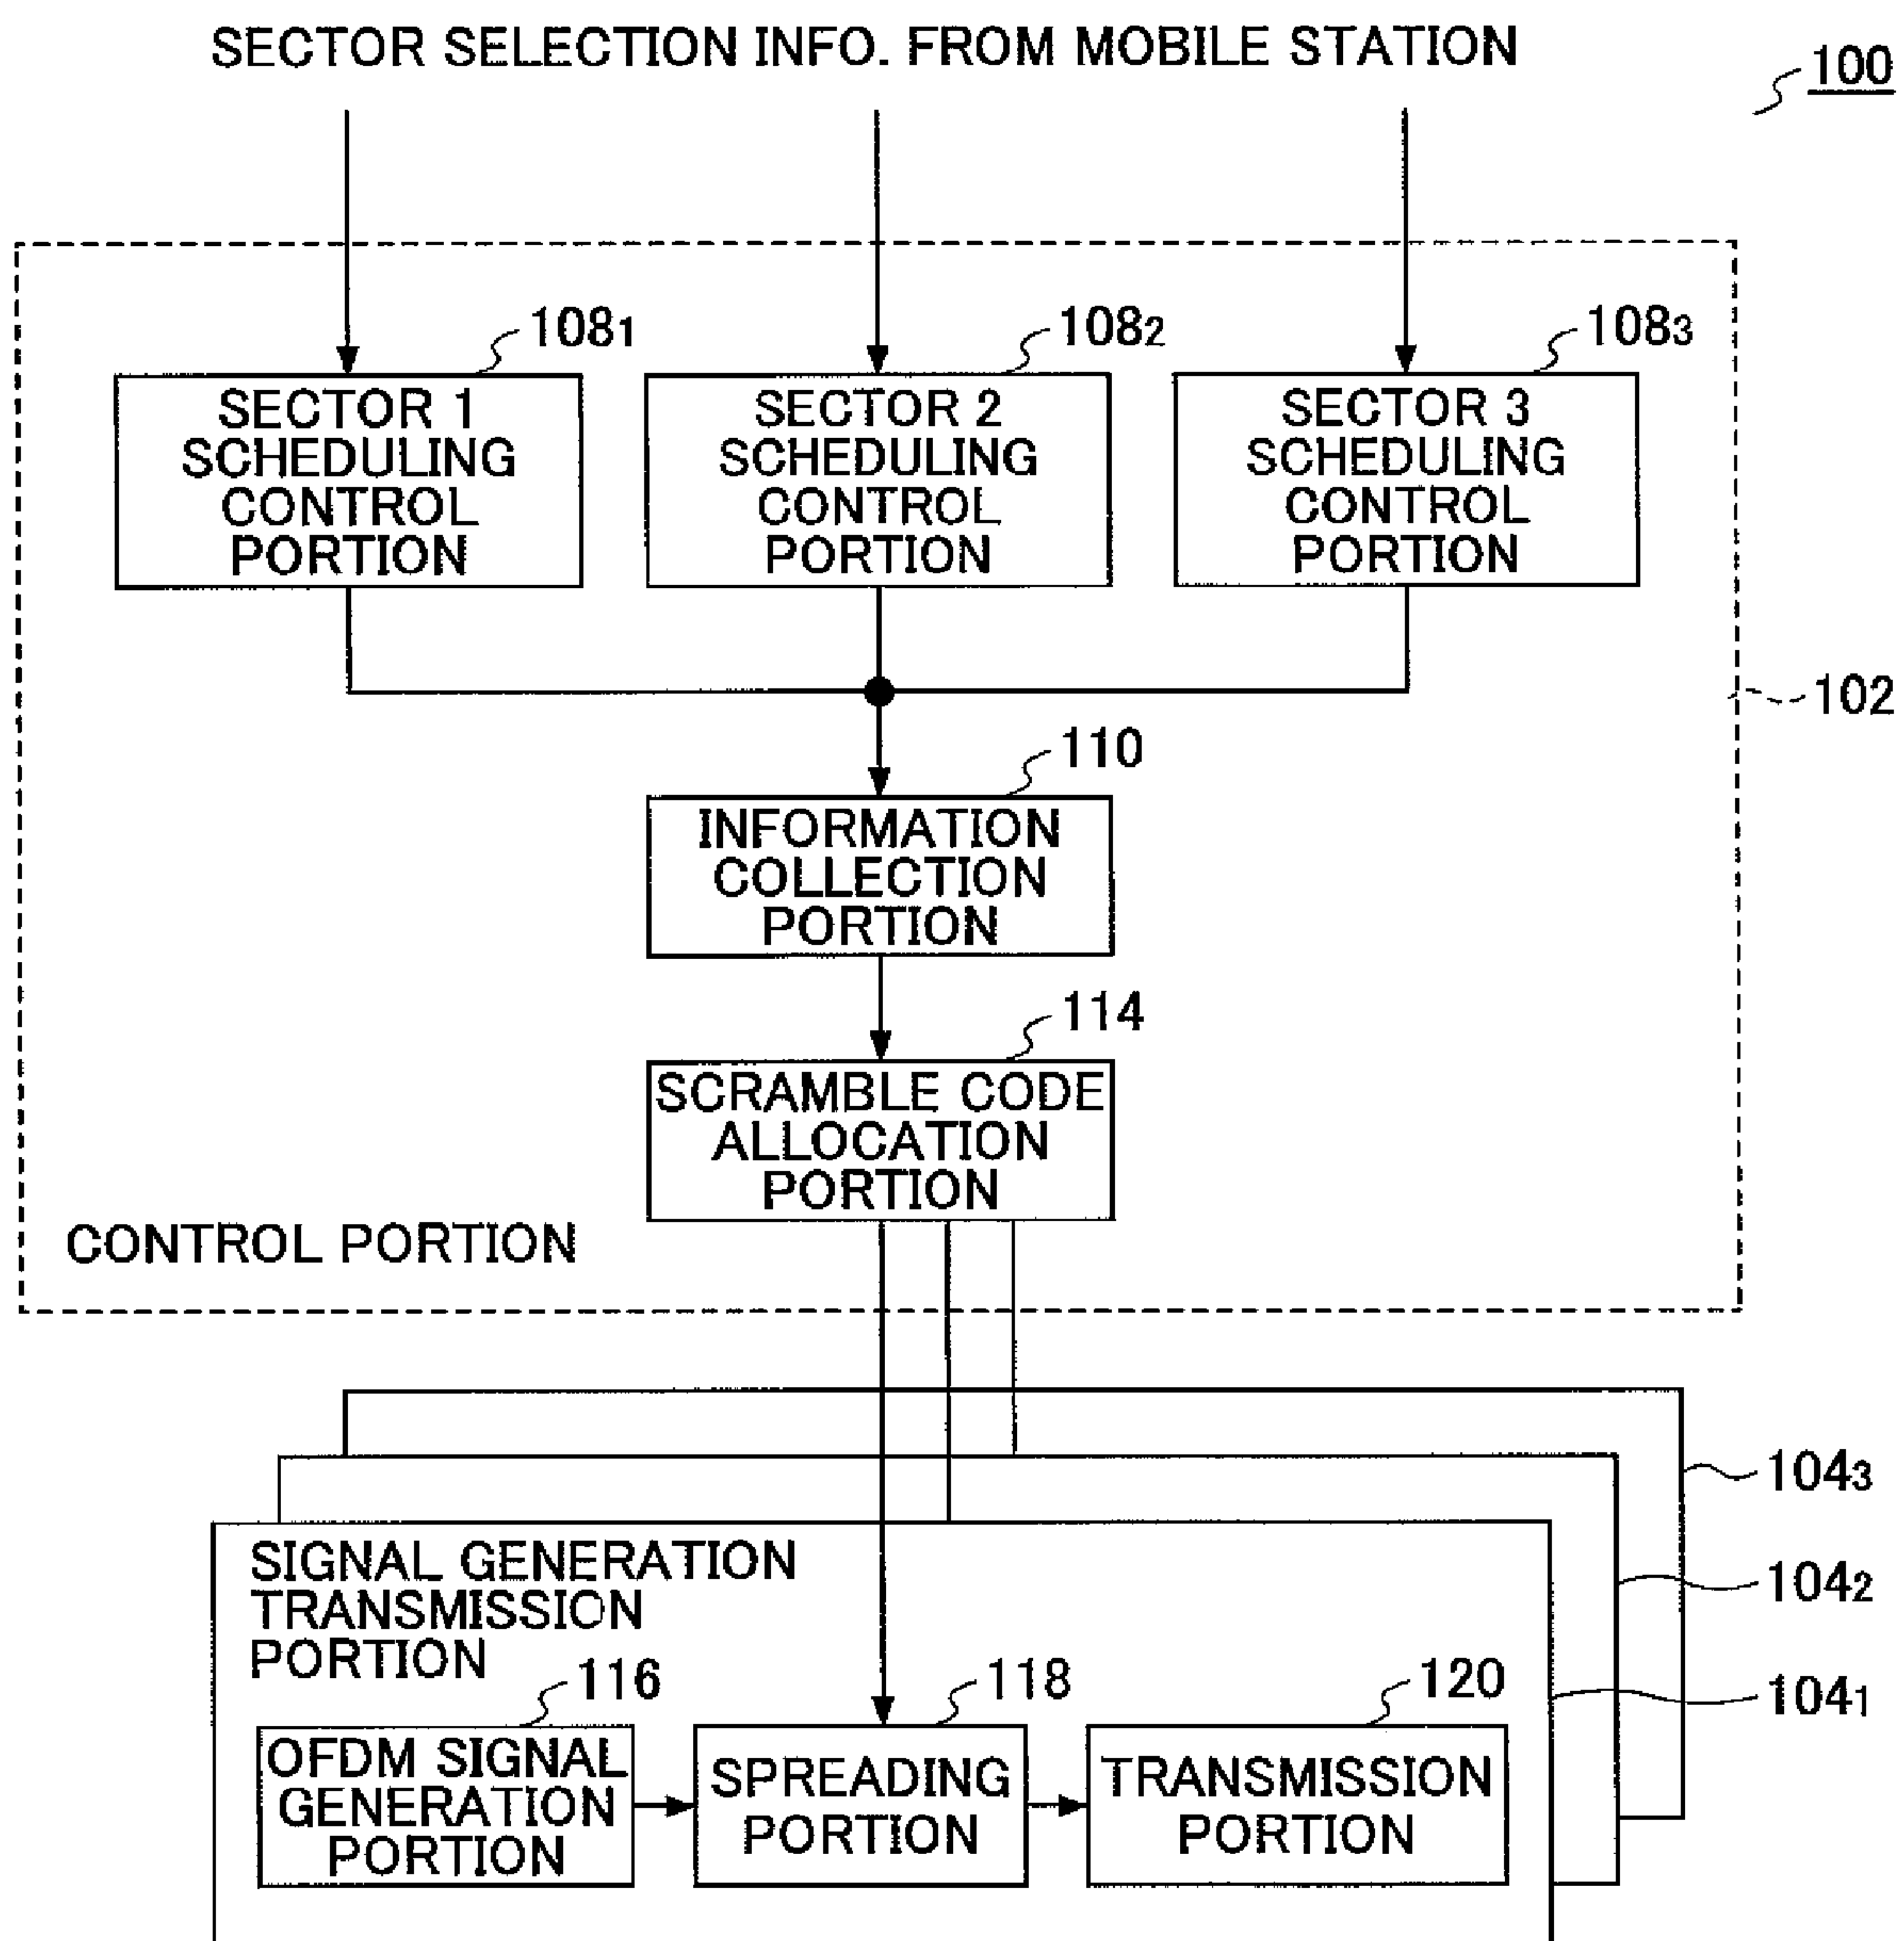 SECTOR SELECTION INFO. FROM MOBILE STATION
100
108₁
108₂
108₃
SECTOR 1
SCHEDULING
CONTROL
PORTION
SECTOR 2
SCHEDULING
CONTROL
PORTION
SECTOR 3
SCHEDULING
CONTROL
PORTION
102
110
INFORMATION
COLLECTION
PORTION
114
SCRAMBLE CODE
ALLOCATION
PORTION
CONTROL PORTION
104₃
104₂
104₁
SIGNAL GENERATION
TRANSMISSION
PORTION
116
118
120
OFDM SIGNAL
GENERATION
PORTION
SPREADING
PORTION
TRANSMISSION
PORTION